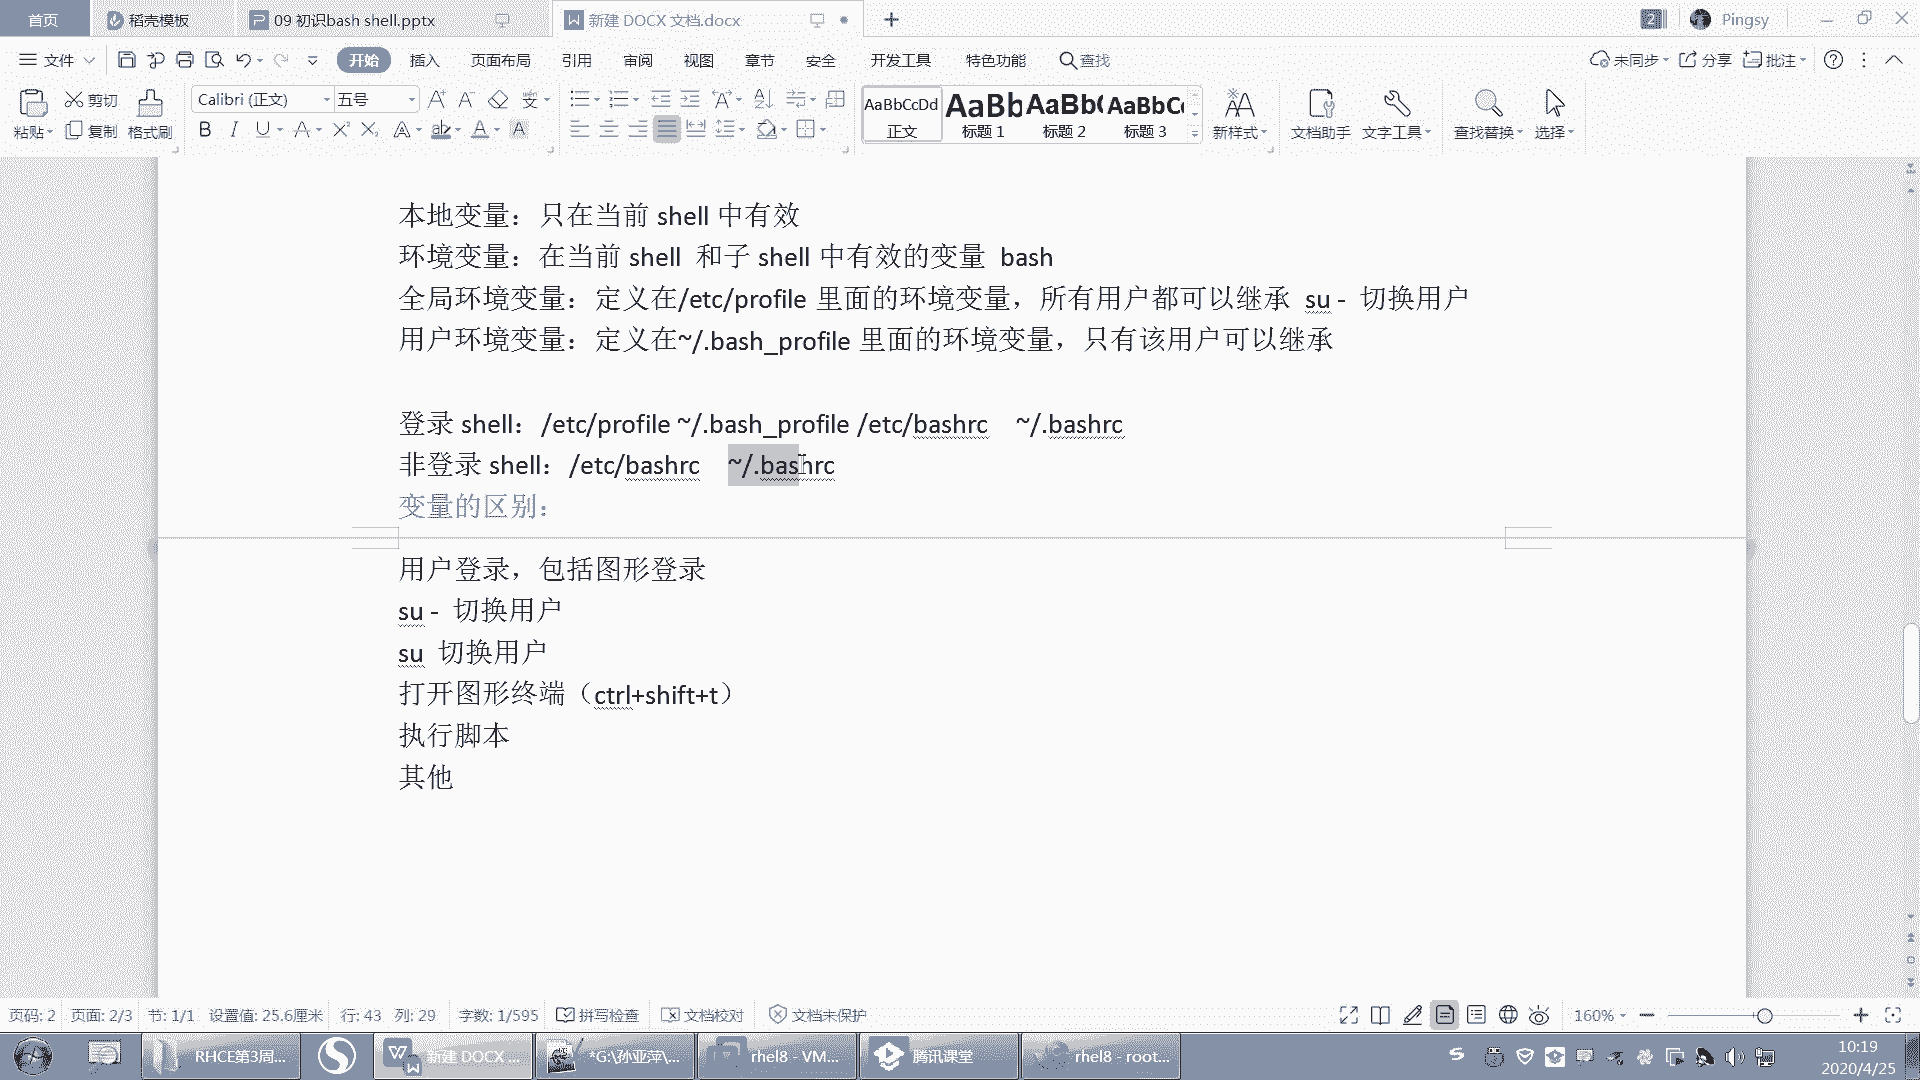 首页
稻壳模板
09 初识bash shell.pptx
新建 DOCX 文档.docx
2
Pingsy
文件
开始
插入
页面布局
引用
审阅
视图
章节
安全
开发工具
特色功能
查找
未同步
分享
批注
粘贴
剪切
复制
格式刷
Calibri (正文)
五号
AaBbCcDd
正文
AaBb
标题 1
AaBb(
标题 2
AaBbC
标题 3
新样式
文档助手
文字工具
查找替换
选择
本地变量：只在当前 shell 中有效
环境变量：在当前 shell 和子 shell 中有效的变量 bash
全局环境变量：定义在/etc/profile 里面的环境变量，所有用户都可以继承 su - 切换用户
用户环境变量：定义在~/.bash_profile 里面的环境变量，只有该用户可以继承
登录 shell：/etc/profile ~/.bash_profile /etc/bashrc ~/.bashrc
非登录 shell：/etc/bashrc ~/.bashrc
变量的区别：
用户登录，包括图形登录
su - 切换用户
su 切换用户
打开图形终端（ctrl+shift+t）
执行脚本
其他
页码: 2
页面: 2/3
节: 1/1
设置值: 25.6厘米
行: 43
列: 29
字数: 1/595
拼写检查
文档校对
文档未保护
160%
RHCE第3周...
新建 DOCX ...
*G:\孙亚萍\...
rhel8 - VM...
腾讯课堂
rhel8 - root...
10:19
2020/4/25